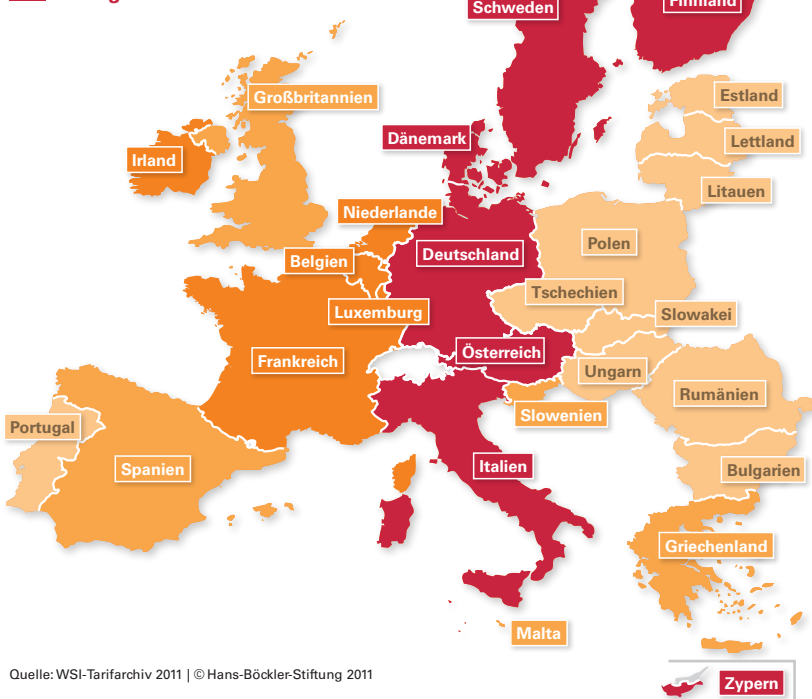 Schweden
Finnland
Großbritannien
Estland
Dänemark
Lettland
Irland
Litauen
Niederlande
Polen
Deutschland
Belgien
Tschechien
Luxemburg
Slowakei
Österreich
Frankreich
Ungarn
Rumänien
Slowenien
Portugal
Italien
Spanien
Bulgarien
Griechenland
Malta
Quelle: WSI-Tarifarchiv 2011 | © Hans-Böckler-Stiftung 2011
Zypern